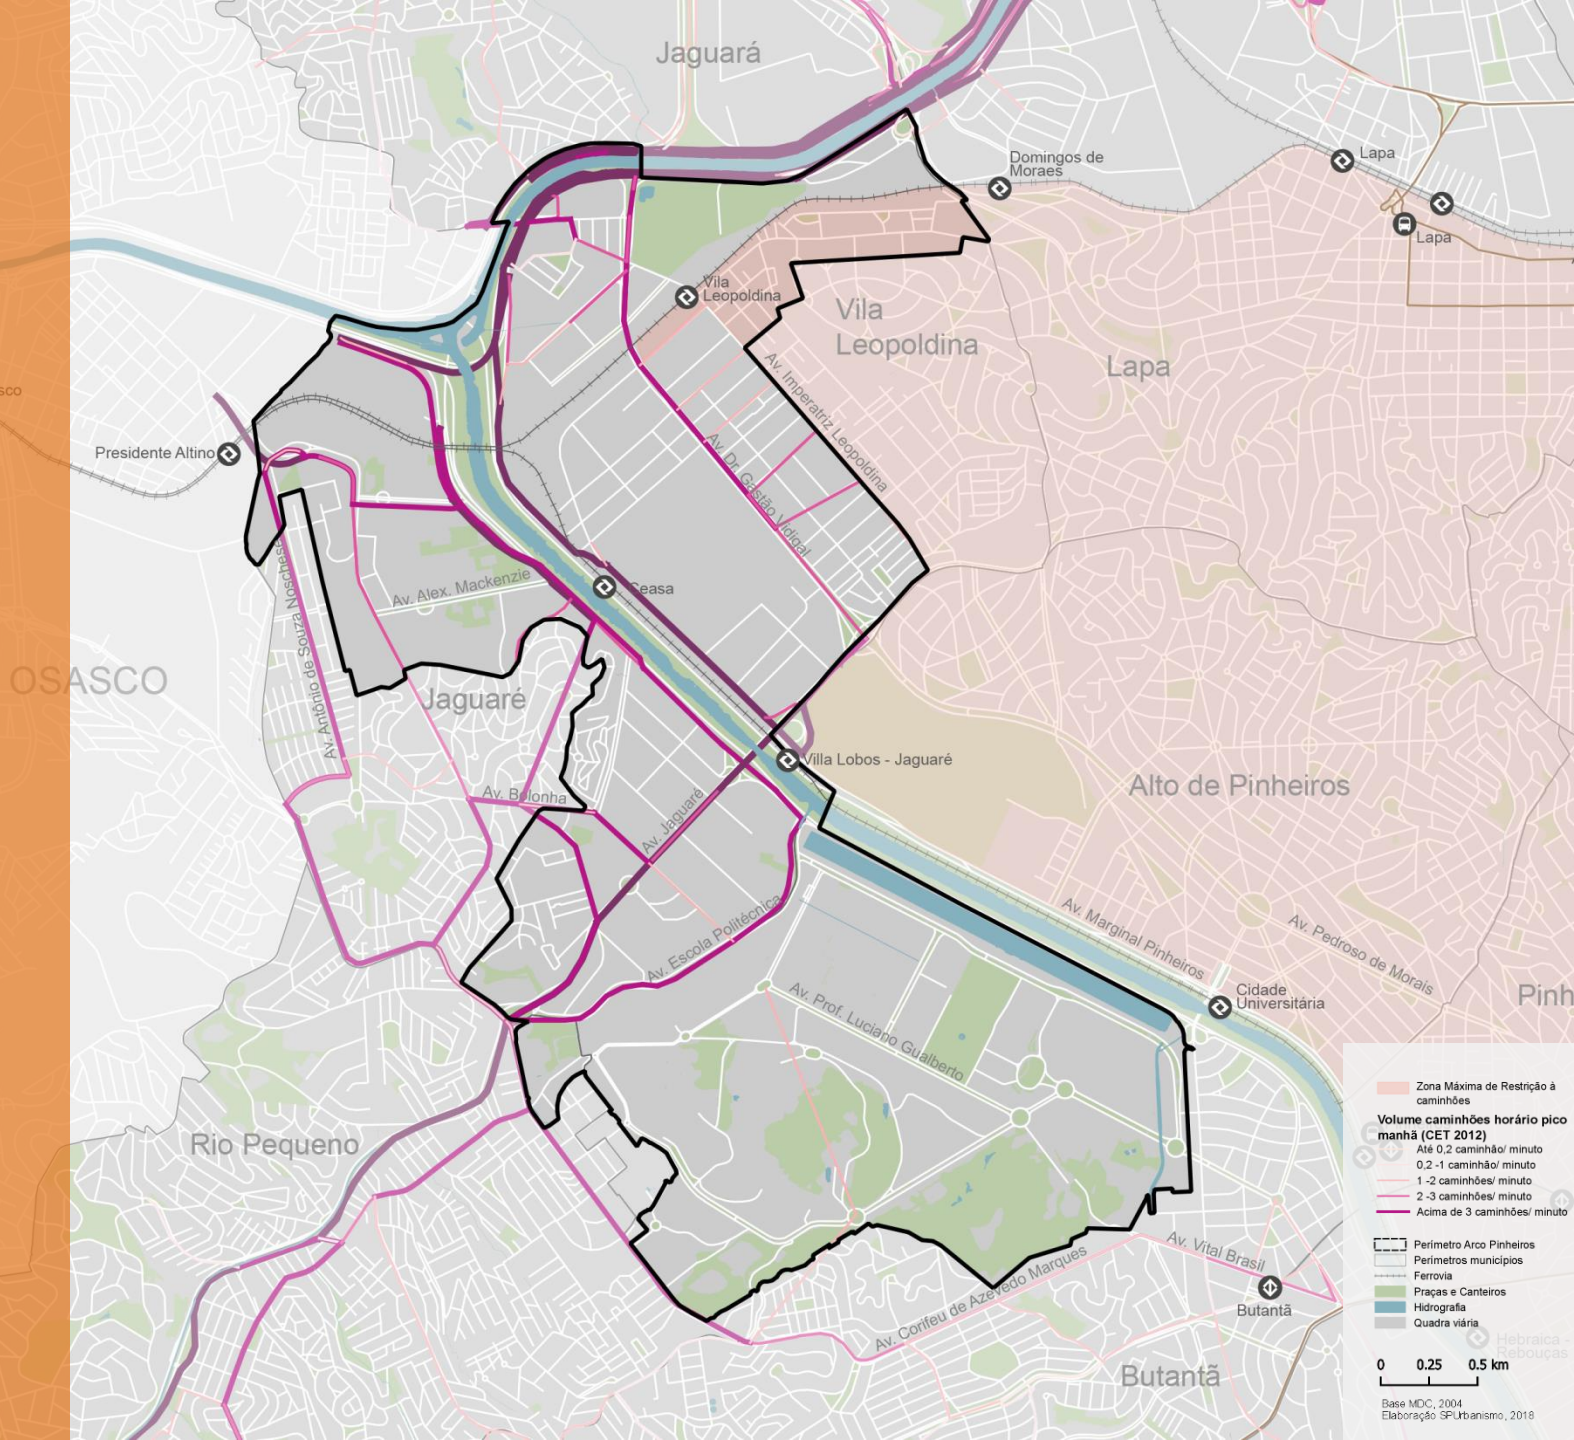 Jaguará
Domingos de
Moraes
Lapa
Lapa
Vila
Leopoldina
Vila
Leopoldina
Lapa
Av. Imperatriz Leopoldina
Av. Dr. Gastão Vidigal
Presidente Altino
Av. Alex. Mackenzie
Ceasa
Av. Antonio de Souza Noschese
OSASCO
Jaguaré
Villa Lobos - Jaguaré
Av. Bolonha
Av. Jaguaré
Alto de Pinheiros
Av. Escola Politécnica
Av. Marginal Pinheiros
Av. Pedroso de Morais
Av. Prof. Luciano Gualberto
Cidade
Universitária
Pinh
Rio Pequeno
Av. Corifeu de Azevedo Marques
Av. Vital Brasil
Butantã
Butantã
Hebraica -
Rebouças
Zona Máxima de Restrição à
caminhões
Volume caminhões horário pico
manhã (CET 2012)
Até 0,2 caminhão/ minuto
0,2 -1 caminhão/ minuto
1 -2 caminhões/ minuto
2 -3 caminhões/ minuto
Acima de 3 caminhões/ minuto
Perímetro Arco Pinheiros
Perímetros municípios
Ferrovia
Praças e Canteiros
Hidrografia
Quadra viária
0 0.25 0.5 km
Base MDC, 2004
Elaboração SPUrbanismo, 2018